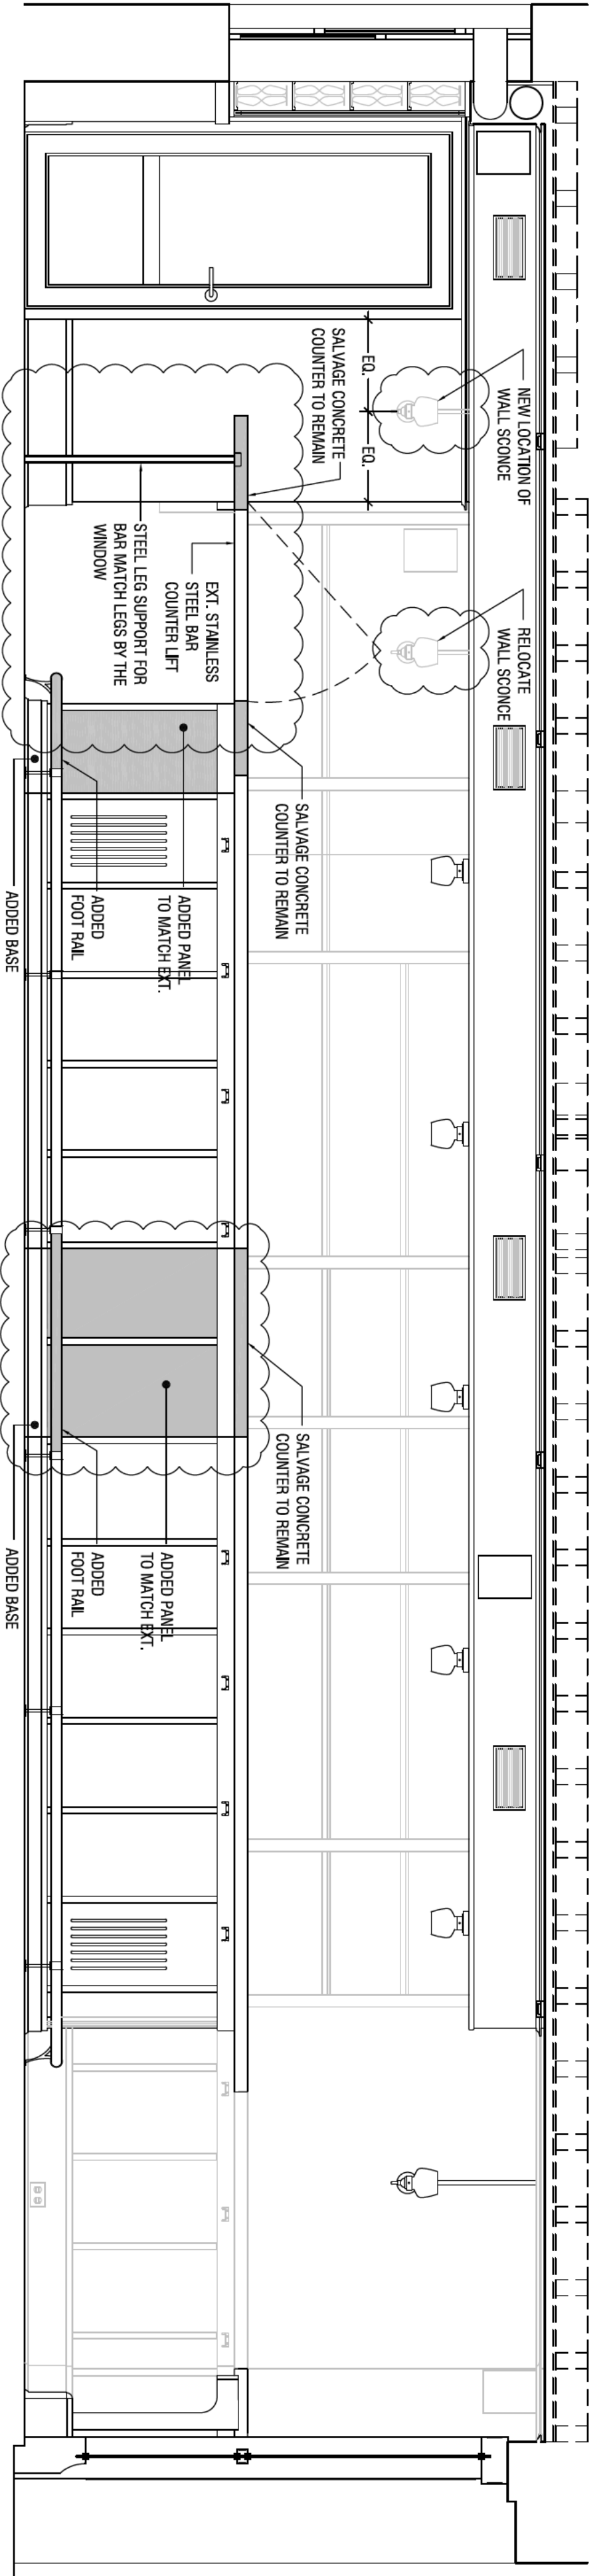 NEW LOCATION OF
WALL SCONCE
RELOCATE
WALL SCONCE
EQ.
EQ.
SALVAGE CONCRETE
COUNTER TO REMAIN
EXT. STAINLESS
STEEL BAR
COUNTER LIFT
STEEL LEG SUPPORT FOR
BAR MATCH LEGS BY THE
WINDOW
SALVAGE CONCRETE
COUNTER TO REMAIN
ADDED PANEL
TO MATCH EXT.
ADDED
FOOT RAIL
ADDED BASE
SALVAGE CONCRETE
COUNTER TO REMAIN
ADDED PANEL
TO MATCH EXT.
ADDED
FOOT RAIL
ADDED BASE